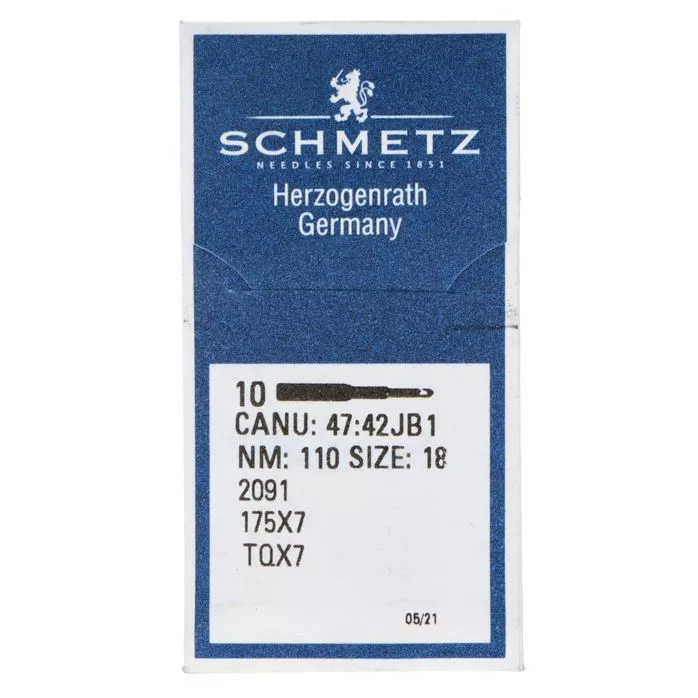 SCHMETZ
NEEDLES SINCE 1851
Herzogenrath
Germany
10
CANU: 47:42JB1
NM: 110 SIZE: 18
2091
175X7
TQX7
05/21